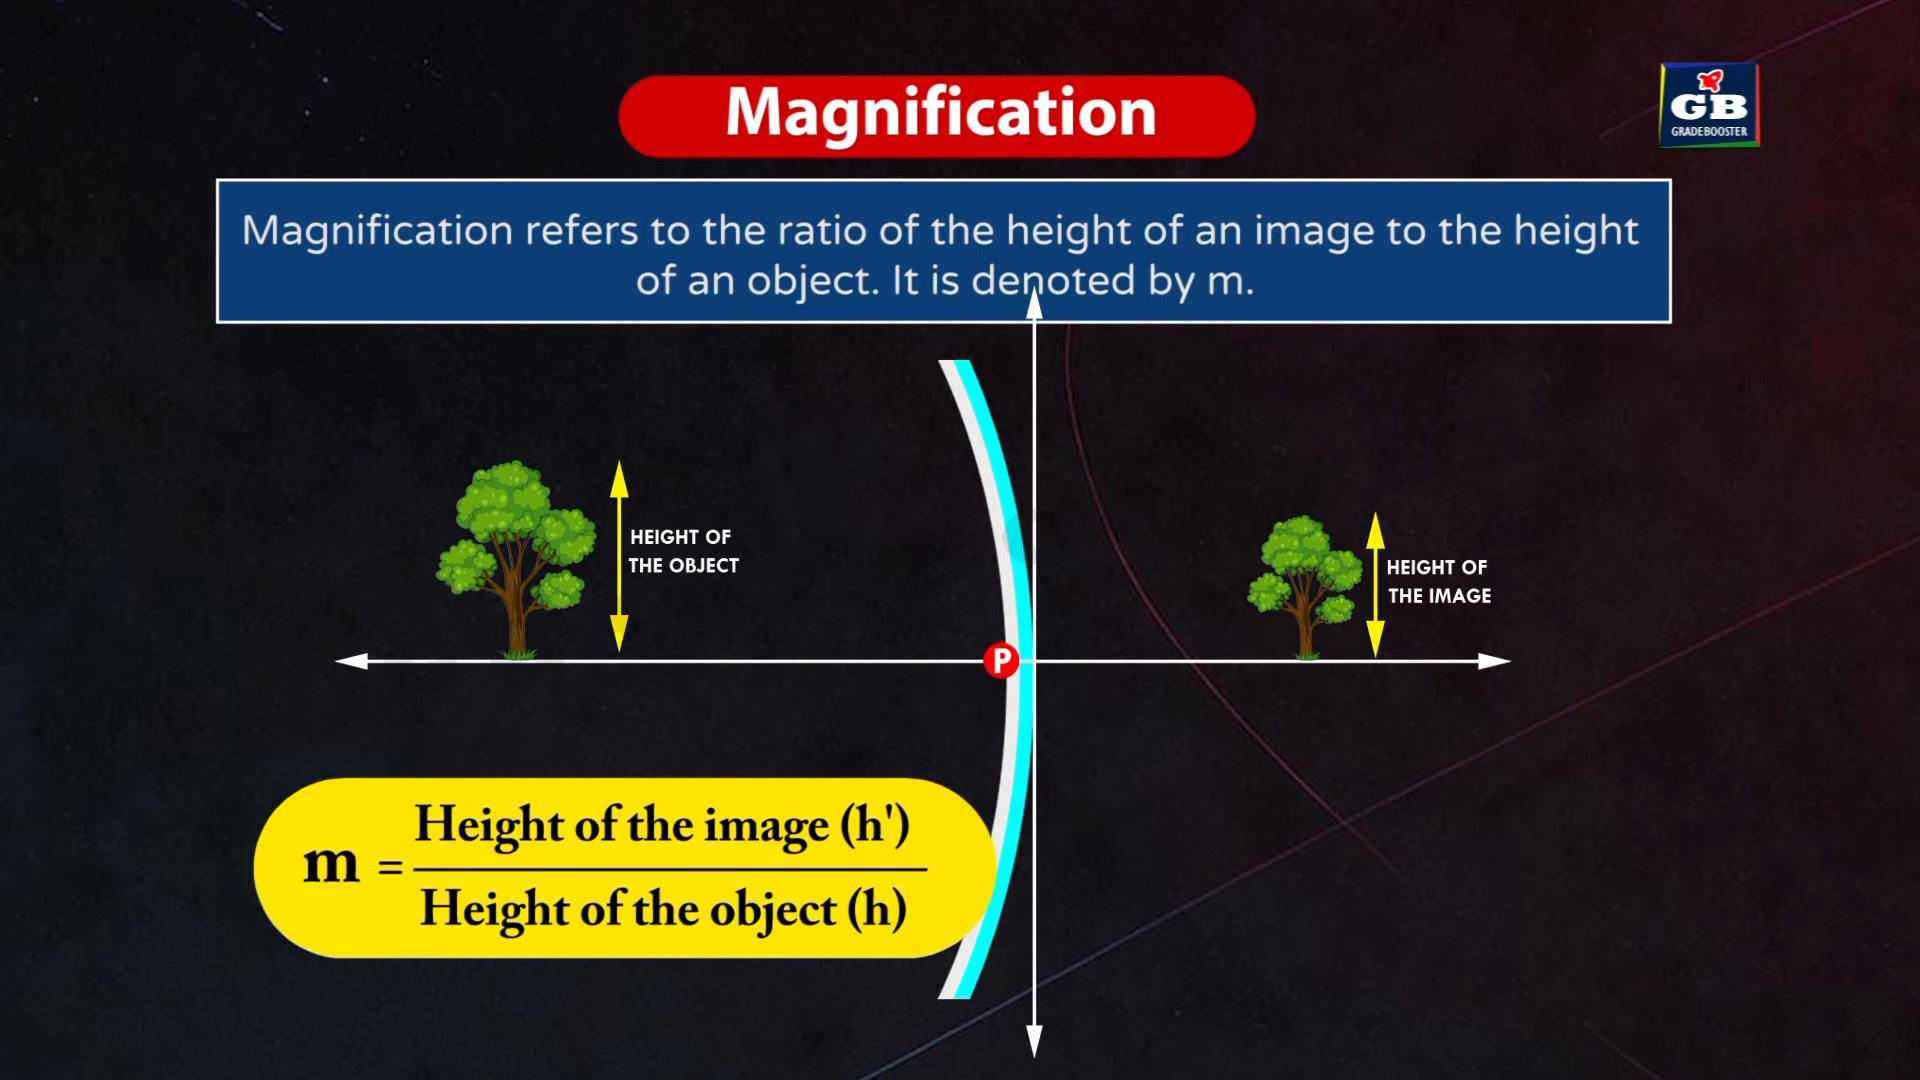 Magnification
GB
GRADEBOOSTER
Magnification refers to the ratio of the height of an image to the height
of an object. It is denoted by m.
HEIGHT OF
THE OBJECT
HEIGHT OF
THE IMAGE
P
m = Height of the image (h')
Height of the object (h)